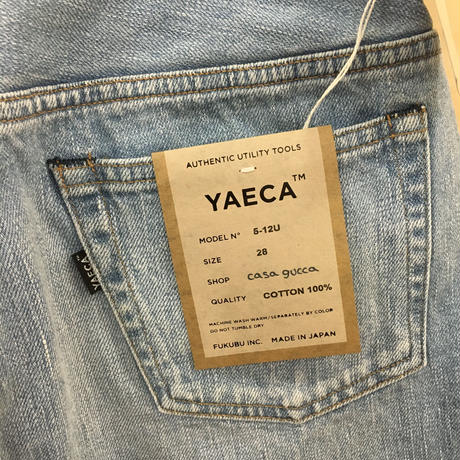 AUTHENTIC UTILITY TOOLS
YAECA™
MODEL N° 5-12U
SIZE 28
SHOP casa gucca
QUALITY COTTON 100%
MACHINE WASH WARM/SEPARATELY BY COLOR
DO NOT TUMBLE DRY
FUKUBU INC. MADE IN JAPAN
YAECA™